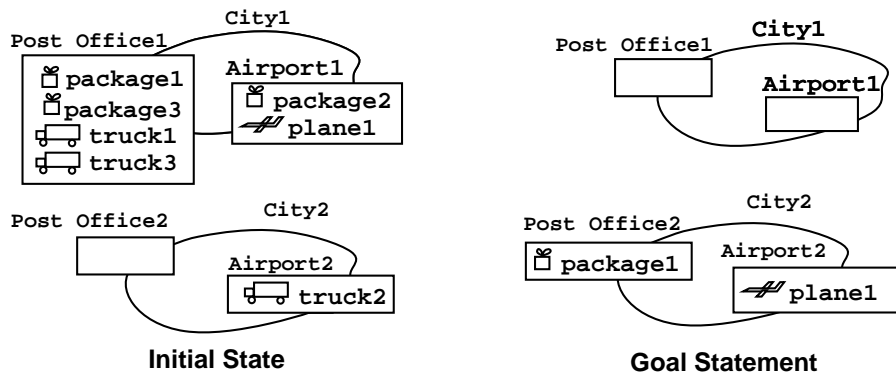 City1
Post Office1
package1
package3
truck1
truck3
Airport1
package2
plane1
City2
Post Office2
Airport2
truck2
Initial State
City1
Post Office1
Airport1
City2
Post Office2
package1
Airport2
plane1
Goal Statement